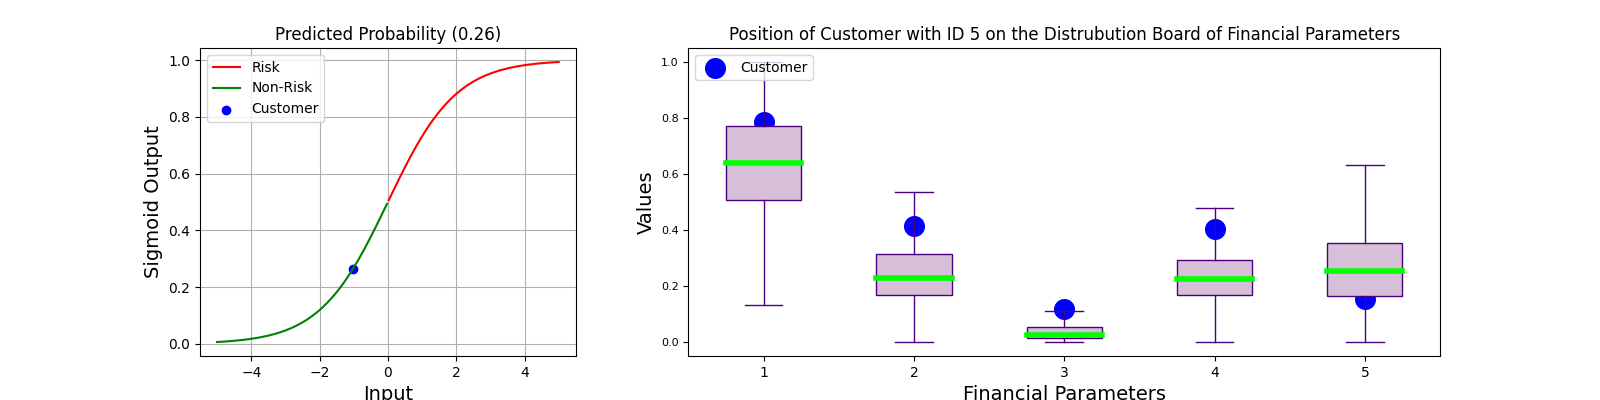 Predicted Probability (0.26)
Sigmoid Output
1.0
0.8
0.6
0.4
0.2
0.0
Risk
Non-Risk
Customer
−4
−2
0
2
4
Input
Position of Customer with ID 5 on the Distrubution Board of Financial Parameters
Values
1.0
0.8
0.6
0.4
0.2
0.0
Customer
1
2
3
4
5
Financial Parameters